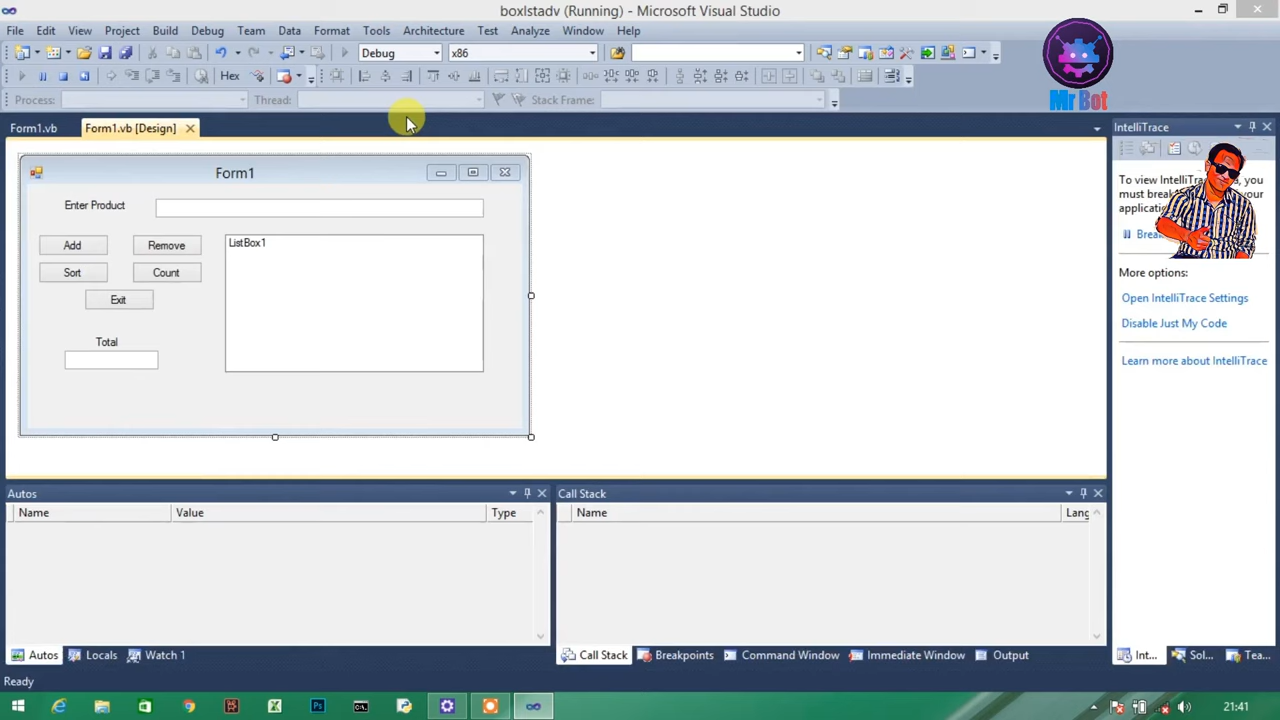 boxlstadv (Running) - Microsoft Visual Studio
File Edit View Project Build Debug Team Data Format Tools Architecture Test Analyze Window Help
Debug x86
Hex
Process: Thread: Stack Frame:
Mr Bot
Form1.vb Form1.vb [Design]
IntelliTrace
Form1
Enter Product
Add Remove
Sort Count
Exit
Total
ListBox1
To view IntelliTrace
must break
your
applicatio
Break
More options:
Open IntelliTrace Settings
Disable Just My Code
Learn more about IntelliTrace
Autos
Name Value Type
Call Stack
Name Lang
Autos Locals Watch 1
Call Stack Breakpoints Command Window Immediate Window Output
Int... Sol... Tea...
Ready
21:41